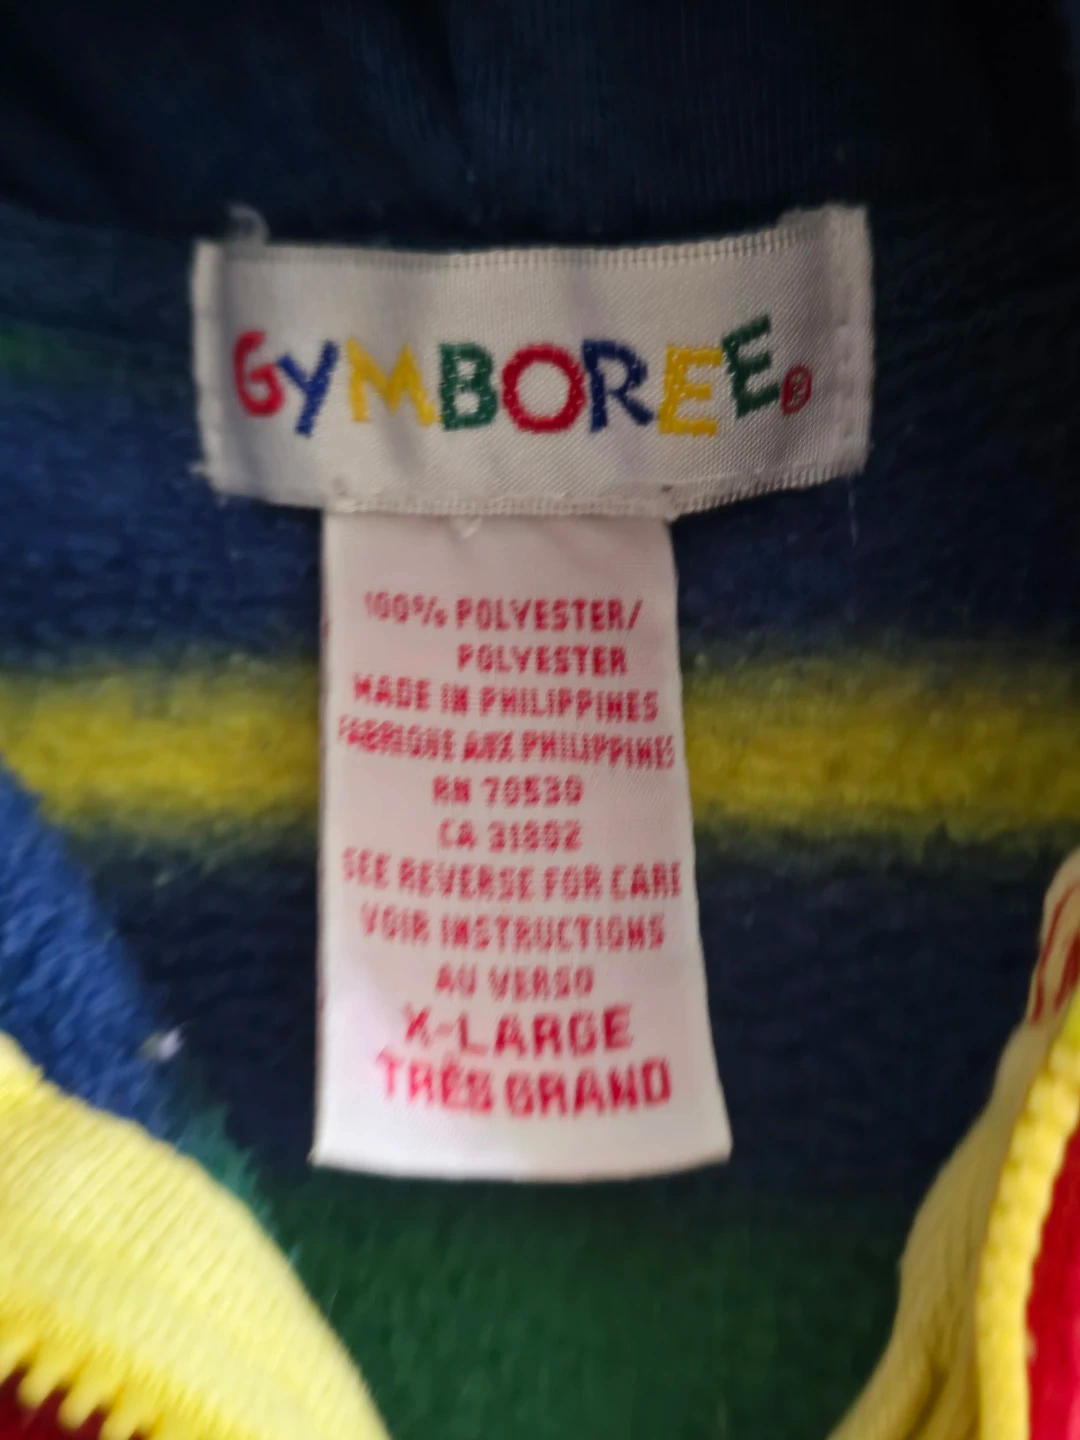 GYMBOREE®
100% POLYESTER/
POLYESTER
MADE IN PHILIPPINES
FABRIQUE AUX PHILIPPINES
RN 70530
CA 31802
SEE REVERSE FOR CARE
VOIR INSTRUCTIONS
AU VERSO
X-LARGE
TRÈS GRAND